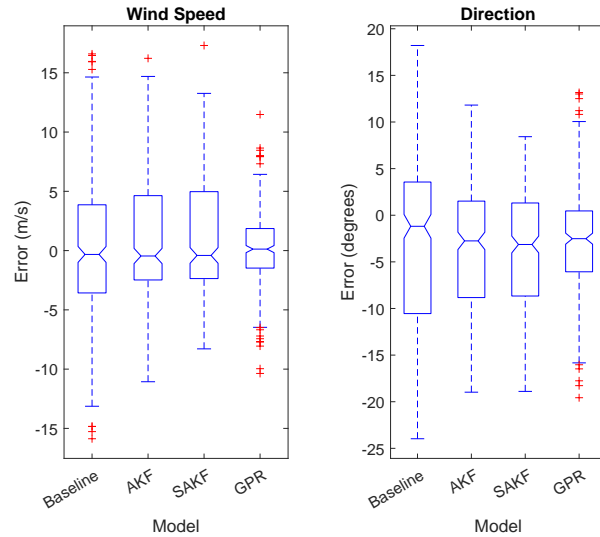 Wind Speed
15
10
5
0
-5
-10
-15
Error (m/s)
Baseline
AKF
SAKF
GPR
Model
Direction
20
15
10
5
0
-5
-10
-15
-20
-25
Error (degrees)
Baseline
AKF
SAKF
GPR
Model